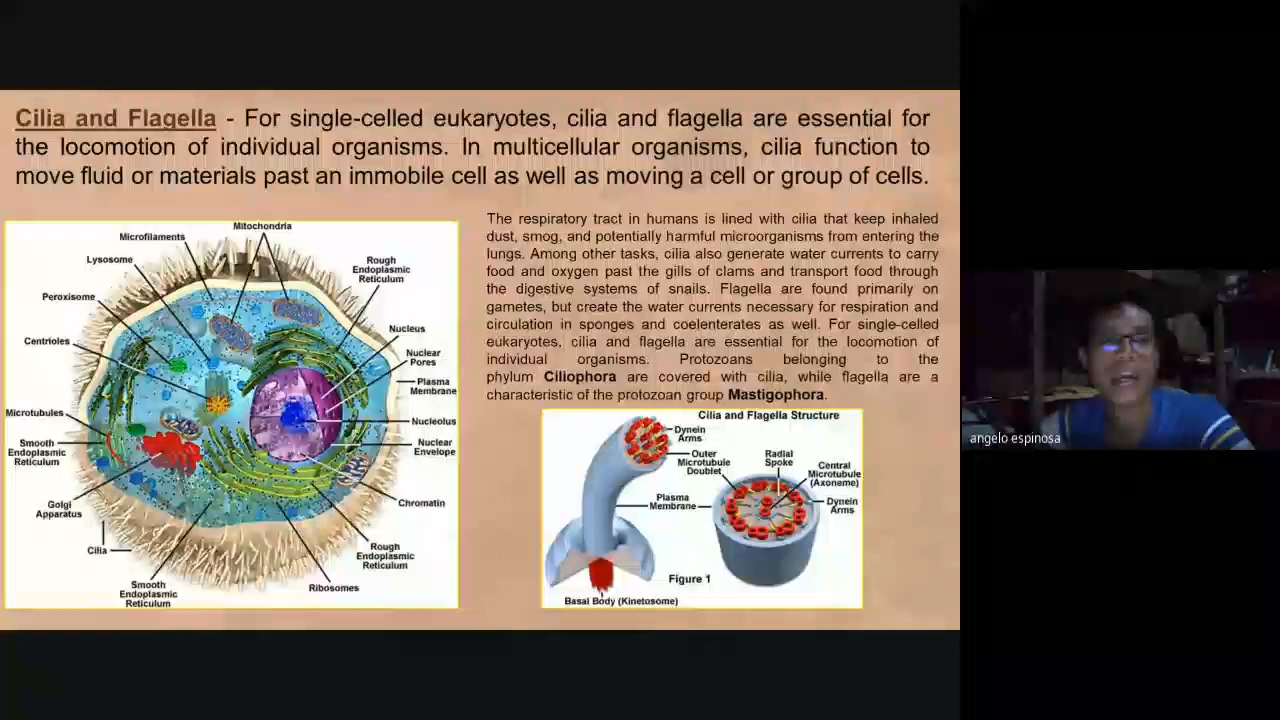 Cilia and Flagella - For single-celled eukaryotes, cilia and flagella are essential for
the locomotion of individual organisms. In multicellular organisms, cilia function to
move fluid or materials past an immobile cell as well as moving a cell or group of cells.
Mitochondria
Microfilaments
Lysosome
Rough
Endoplasmic
Reticulum
Peroxisome
Nucleus
Centrioles
Nuclear
Pores
Plasma
Membrane
Microtubules
Nucleolus
Smooth
Endoplasmic
Reticulum
Nuclear
Envelope
Golgi
Apparatus
Chromatin
Cilia
Rough
Endoplasmic
Reticulum
Smooth
Endoplasmic
Reticulum
Ribosomes
The respiratory tract in humans is lined with cilia that keep inhaled
dust, smog, and potentially harmful microorganisms from entering the
lungs. Among other tasks, cilia also generate water currents to carry
food and oxygen past the gills of clams and transport food through
the digestive systems of snails. Flagella are found primarily on
gametes, but create the water currents necessary for respiration and
circulation in sponges and coelenterates as well. For single-celled
eukaryotes, cilia and flagella are essential for the locomotion of
individual organisms. Protozoans belonging to the
phylum Ciliophora are covered with cilia, while flagella are a
characteristic of the protozoan group Mastigophora.
Cilia and Flagella Structure
Dynein
Arms
Outer
Microtubule
Doublet
Radial
Spoke
Central
Microtubule
(Axoneme)
Plasma
Membrane
Dynein
Arms
Figure 1
Basal Body (Kinetosome)
angelo espinosa